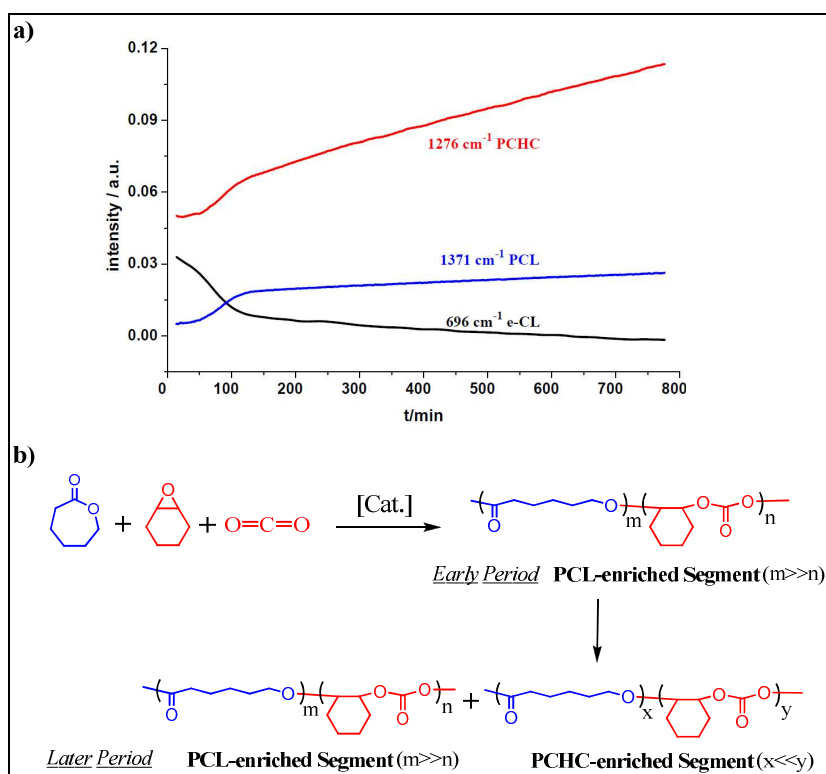 a)
0.12
0.09
0.06
0.03
0.00
intensity / a.u.
1276 cm-1 PCHC
1371 cm-1 PCL
696 cm-1 e-CL
0 100 200 300 400 500 600 700 800
t/min
b)
O
O
+
O
+
O=C=O
[Cat.]
( O )m ( O O )n
O O
Early Period PCL-enriched Segment (m>>n)
( O )m ( O O )n + ( O )x ( O O )y
O O O O
Later Period PCL-enriched Segment (m>>n) PCHC-enriched Segment (x<<y)